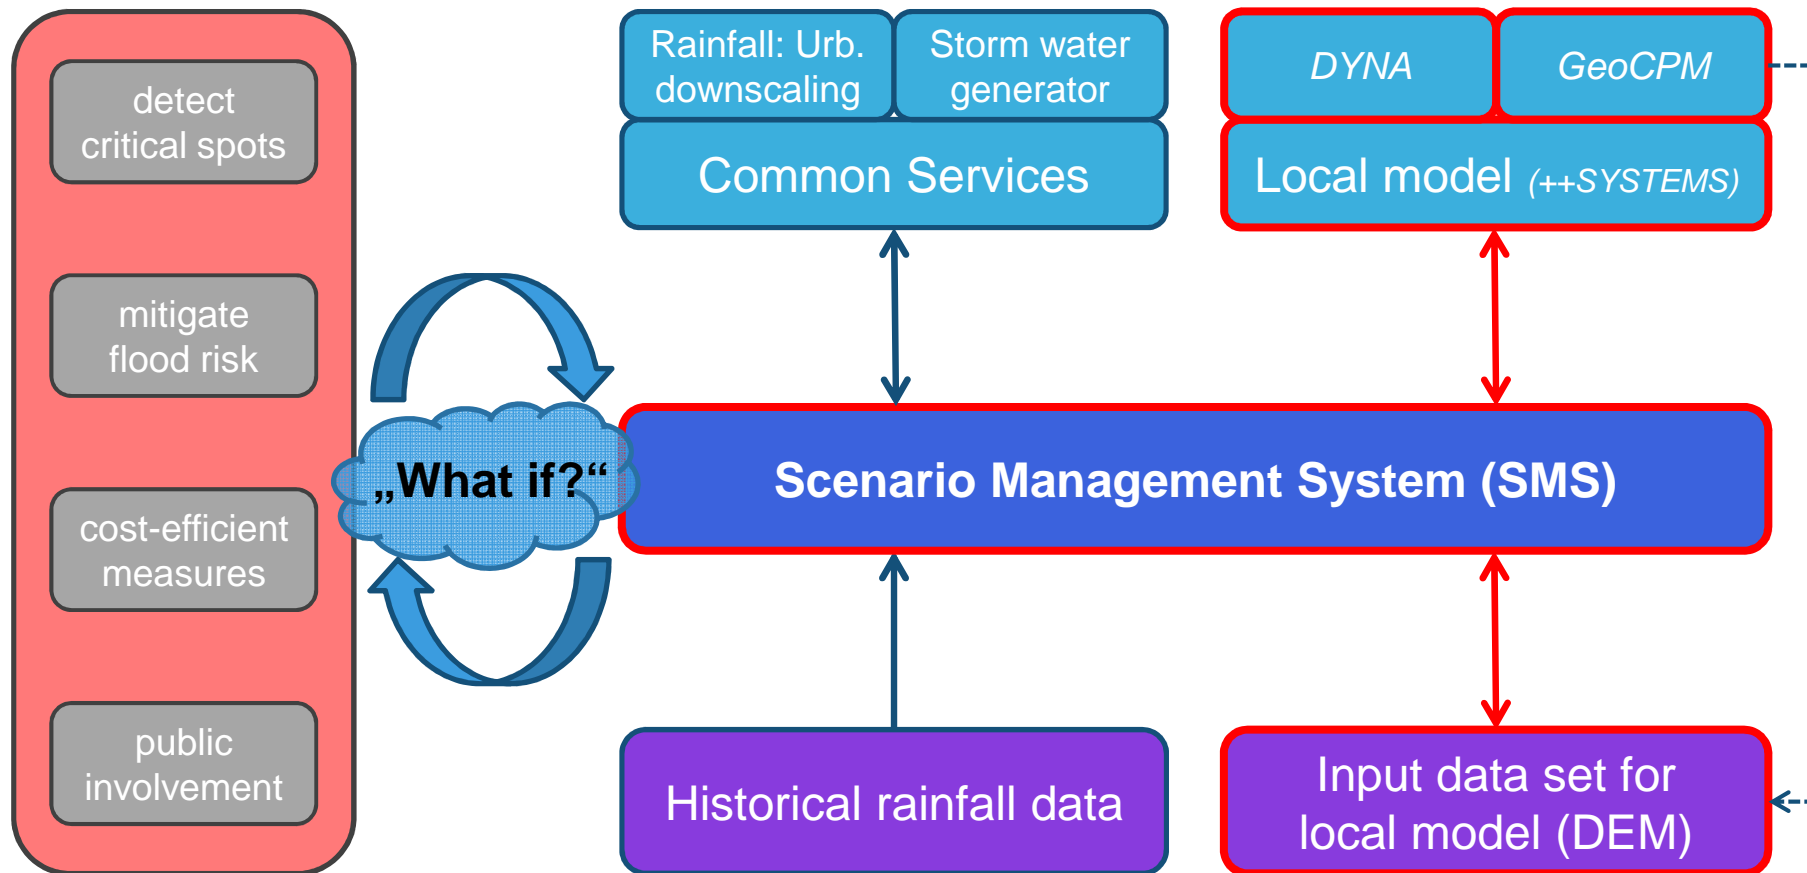 detect
critical spots
mitigate
flood risk
cost-efficient
measures
public
involvement
„What if?“
Rainfall: Urb.
downscaling
Storm water
generator
Common Services
DYNA
GeoCPM
Local model (++SYSTEMS)
Scenario Management System (SMS)
Historical rainfall data
Input data set for
local model (DEM)